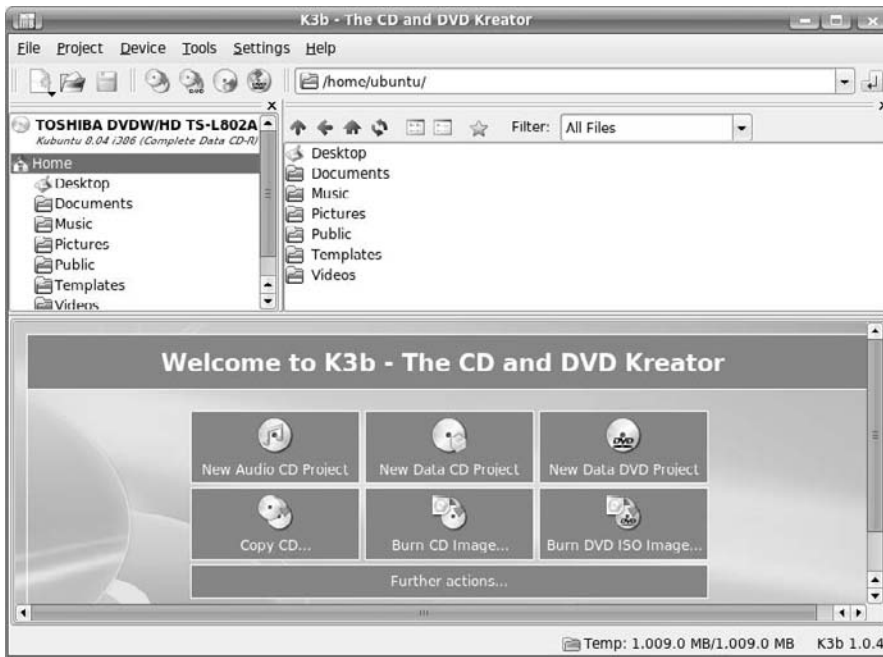 K3b - The CD and DVD Kreator
File Project Device Tools Settings Help
/home/ubuntu/
TOSHIBA DVDW/HD TS-L802A
Kubuntu 8.04 i386 (Complete Data CD-R)
Home
Desktop
Documents
Music
Pictures
Public
Templates
Videos
Filter: All Files
Desktop
Documents
Music
Pictures
Public
Templates
Videos
Welcome to K3b - The CD and DVD Kreator
New Audio CD Project
New Data CD Project
New Data DVD Project
Copy CD...
Burn CD Image...
Burn DVD ISO Image...
Further actions...
Temp: 1.009.0 MB/1.009.0 MB K3b 1.0.4